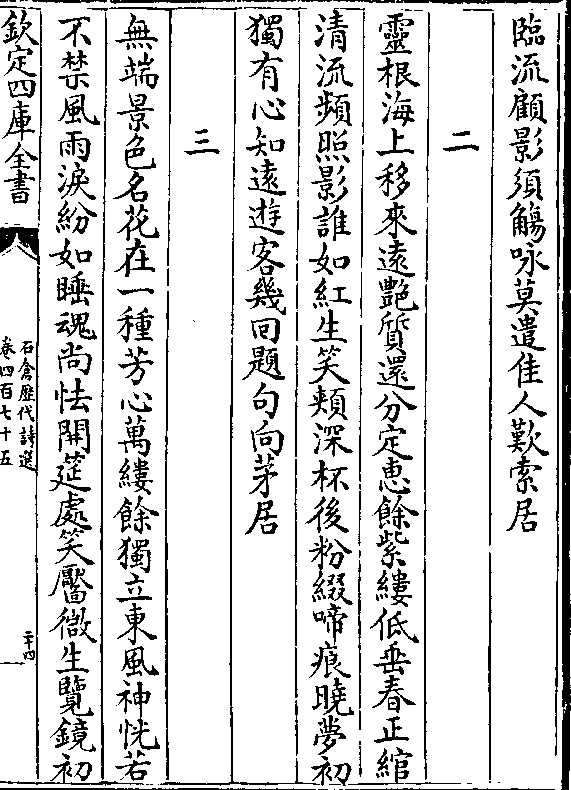 臨流顧影須觴咏莫遣佳人歎索居
二
靈根海上移來遠艷質還分定惠餘紫縷低垂春正綰
清流頻照影誰如紅生笑頰深杯後粉綴啼痕曉夢初
獨有心知遠遊客幾回題句向茅居
三
無端景色名花在一種芳心萬縷餘獨立東風神恍若
不禁風雨淚紛如睡魂尚怯開筵處笑靨微生覽鏡初
欽定四庫全書
石倉歷代詩選
卷四百七十五
二十四